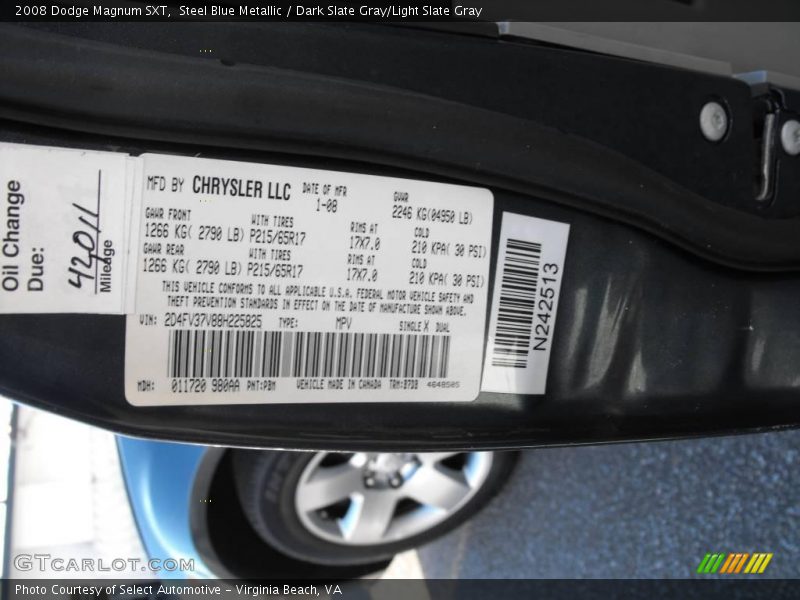 2008 Dodge Magnum SXT,  Steel Blue Metallic / Dark Slate Gray/Light Slate Gray
Oil Change
Due:
42011
Mileage
MFD BY CHRYSLER LLC
DATE OF MFR
1-08
GVWR
2246 KG(04950 LB)
GAWR FRONT WITH TIRES RIMS AT COLD
1266 KG( 2790 LB) P215/65R17 17X7.0 210 KPA( 30 PSI)
GAWR REAR WITH TIRES RIMS AT COLD
1266 KG( 2790 LB) P215/65R17 17X7.0 210 KPA( 30 PSI)
THIS VEHICLE CONFORMS TO ALL APPLICABLE U.S.A. FEDERAL MOTOR VEHICLE SAFETY AND
THEFT PREVENTION STANDARDS IN EFFECT ON THE DATE OF MANUFACTURE SHOWN ABOVE.
VIN: 2D4FV37V88H225825 TYPE: MPV SINGLE X DUAL
MDH: 011720 980AA PNT:PBM VEHICLE MADE IN CANADA TRM:B7D8 4648505
N242513
GTCARLOT.COM
Photo Courtesy of Select Automotive – Virginia Beach, VA